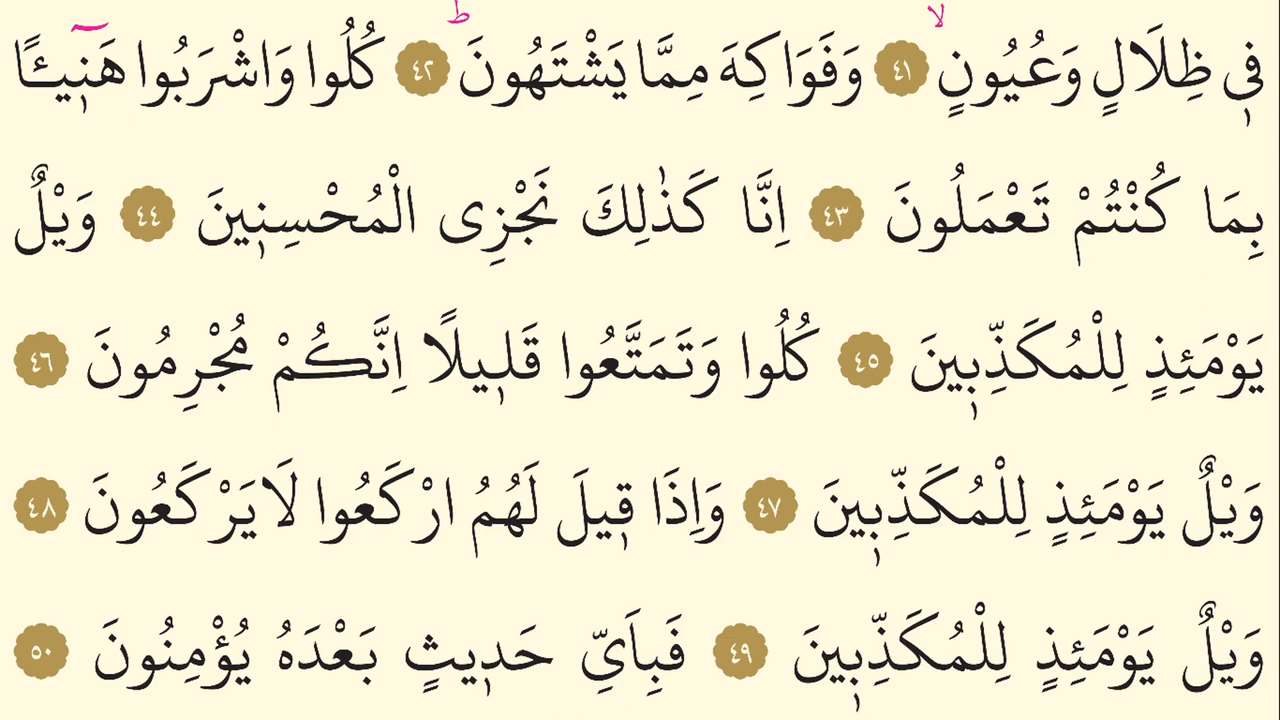 ف۪ي ظِلَالٍ وَعُيُونٍۙ ﴿٤١﴾ وَفَوَاكِهَ مِمَّا يَشْتَهُونَۜ ﴿٤٢﴾ كُلُوا وَاشْرَبُوا هَن۪ٓيـًٔا
بِمَا كُنْتُمْ تَعْمَلُونَ ﴿٤٣﴾ اِنَّا كَذٰلِكَ نَجْزِى الْمُحْسِن۪ينَ ﴿٤٤﴾ وَيْلٌ
يَوْمَئِذٍ لِلْمُكَذِّب۪ينَ ﴿٤٥﴾ كُلُوا وَتَمَتَّعُوا قَل۪يلًا اِنَّكُمْ مُجْرِمُونَ ﴿٤٦﴾
وَيْلٌ يَوْمَئِذٍ لِلْمُكَذِّب۪ينَ ﴿٤٧﴾ وَاِذَا ق۪يلَ لَهُمُ ارْكَعُوا لَا يَرْكَعُونَ ﴿٤٨﴾
وَيْلٌ يَوْمَئِذٍ لِلْمُكَذِّب۪ينَ ﴿٤٩﴾ فَبِاَيِّ حَد۪يثٍ بَعْدَهُ يُؤْمِنُونَ ﴿٥٠﴾